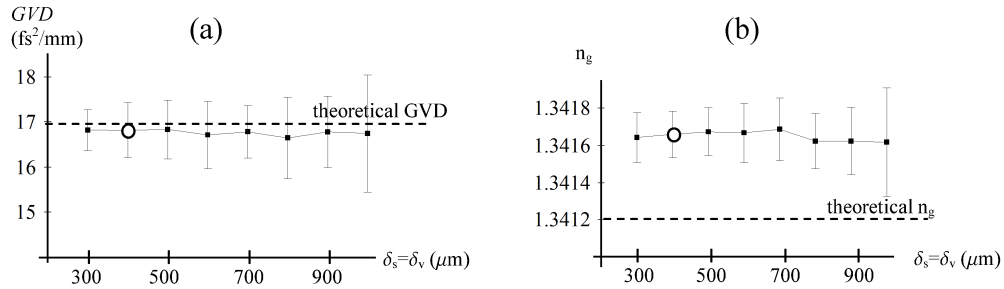 GVD
(fs²/mm)
(a)
18
17
16
15
14
theoretical GVD
300
500
700
900
δs=δv (μm)
(b)
ng
1.3418
1.3416
1.3414
1.3412
theoretical ng
300
500
700
900
δs=δv (μm)